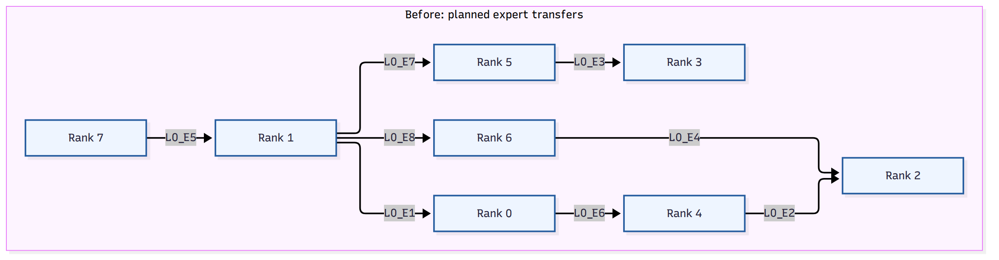 Before: planned expert transfers
L0_E7
Rank 5
L0_E3
Rank 3
Rank 7
L0_E5
Rank 1
L0_E8
Rank 6
L0_E4
Rank 2
L0_E1
Rank 0
L0_E6
Rank 4
L0_E2